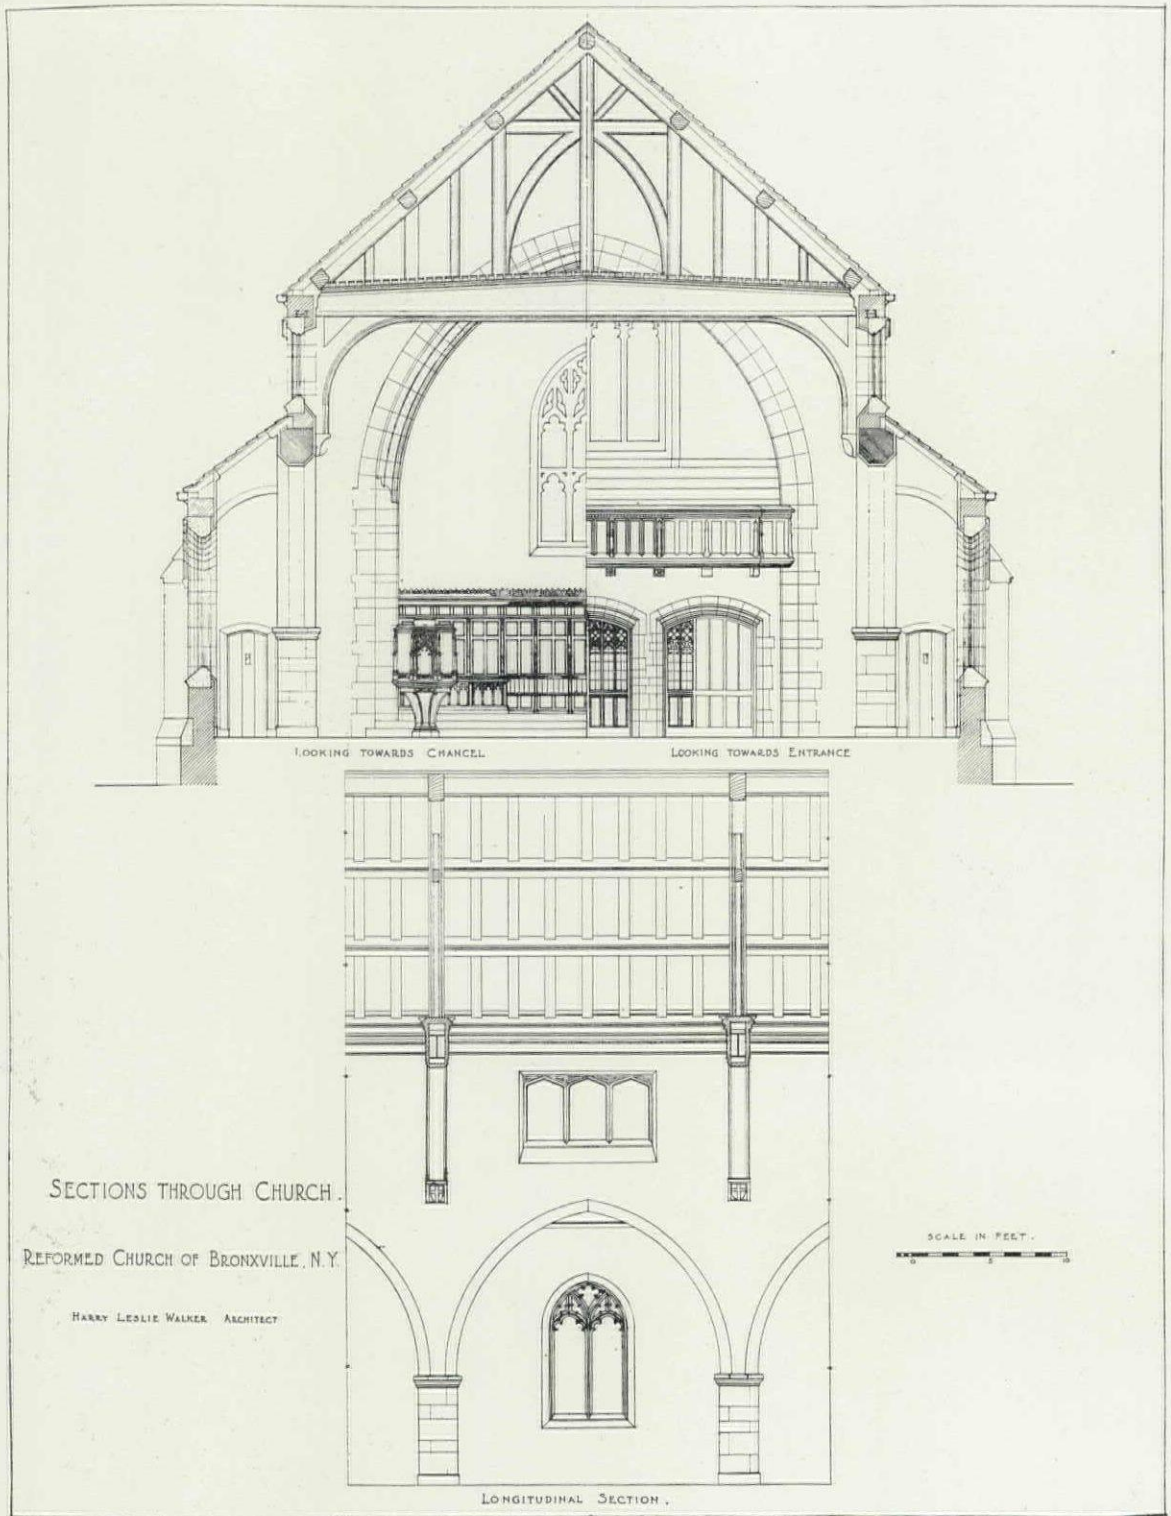 LOOKING TOWARDS CHANCEL
LOOKING TOWARDS ENTRANCE
SECTIONS THROUGH CHURCH.
REFORMED CHURCH OF BRONXVILLE, N.Y.
HARRY LESLIE WALKER ARCHITECT
SCALE IN FEET.
0 5 10
LONGITUDINAL SECTION.